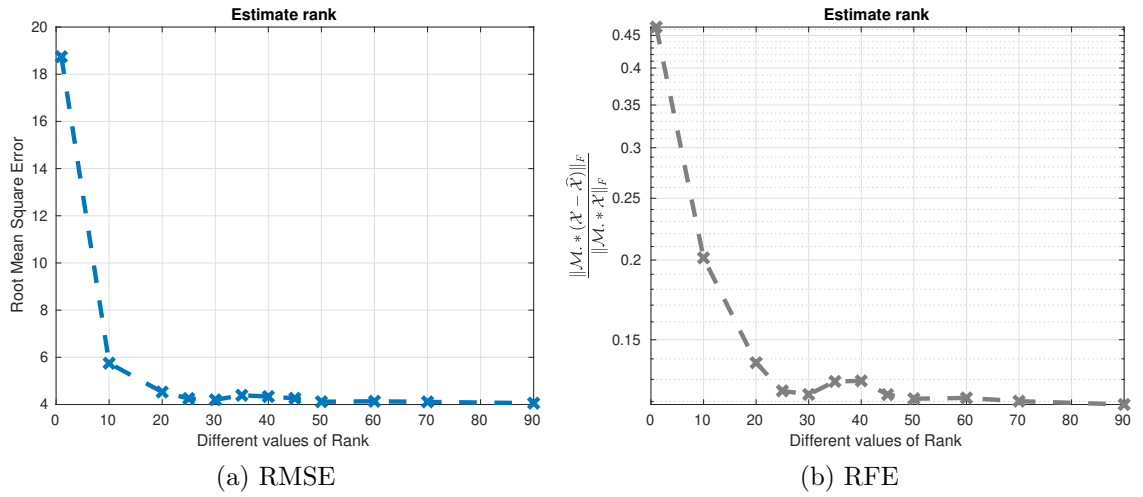 Estimate rank
20
18
16
14
12
10
8
6
4
Root Mean Square Error
0 10 20 30 40 50 60 70 80 90
Different values of Rank
(a) RMSE
Estimate rank
0.45
0.4
0.35
0.3
0.25
0.2
0.15
‖ℳ.∗(𝒳 − 𝒳̂)‖_F
‖ℳ.∗𝒳‖_F
0 10 20 30 40 50 60 70 80 90
Different values of Rank
(b) RFE